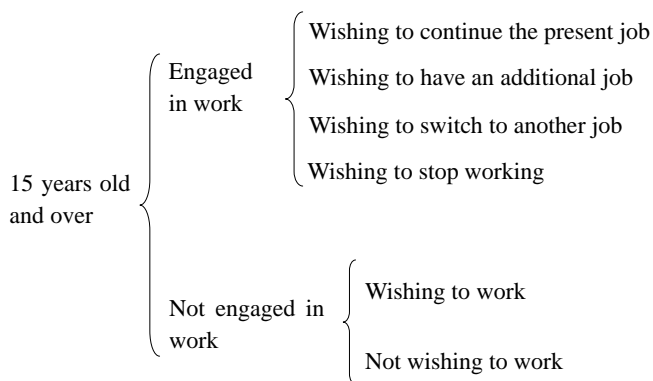 Wishing to continue the present job
Engaged
in work
Wishing to have an additional job
Wishing to switch to another job
Wishing to stop working
15 years old
and over
Not engaged in
work
Wishing to work
Not wishing to work